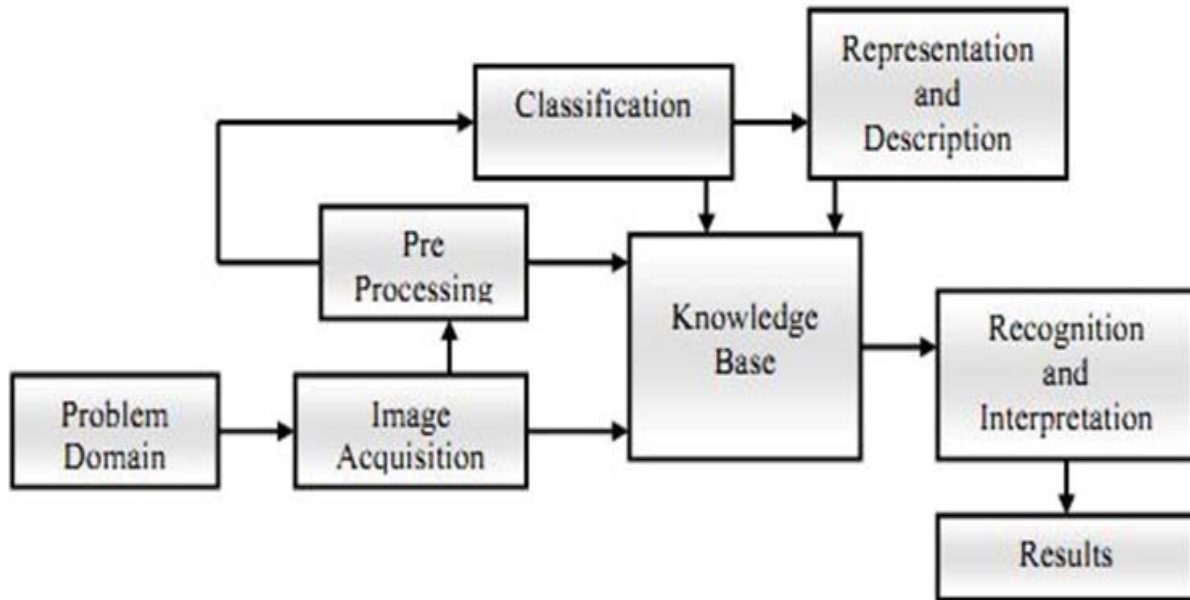 Representation
and
Description
Classification
Pre
Processing
Knowledge
Base
Recognition
and
Interpretation
Problem
Domain
Image
Acquisition
Results